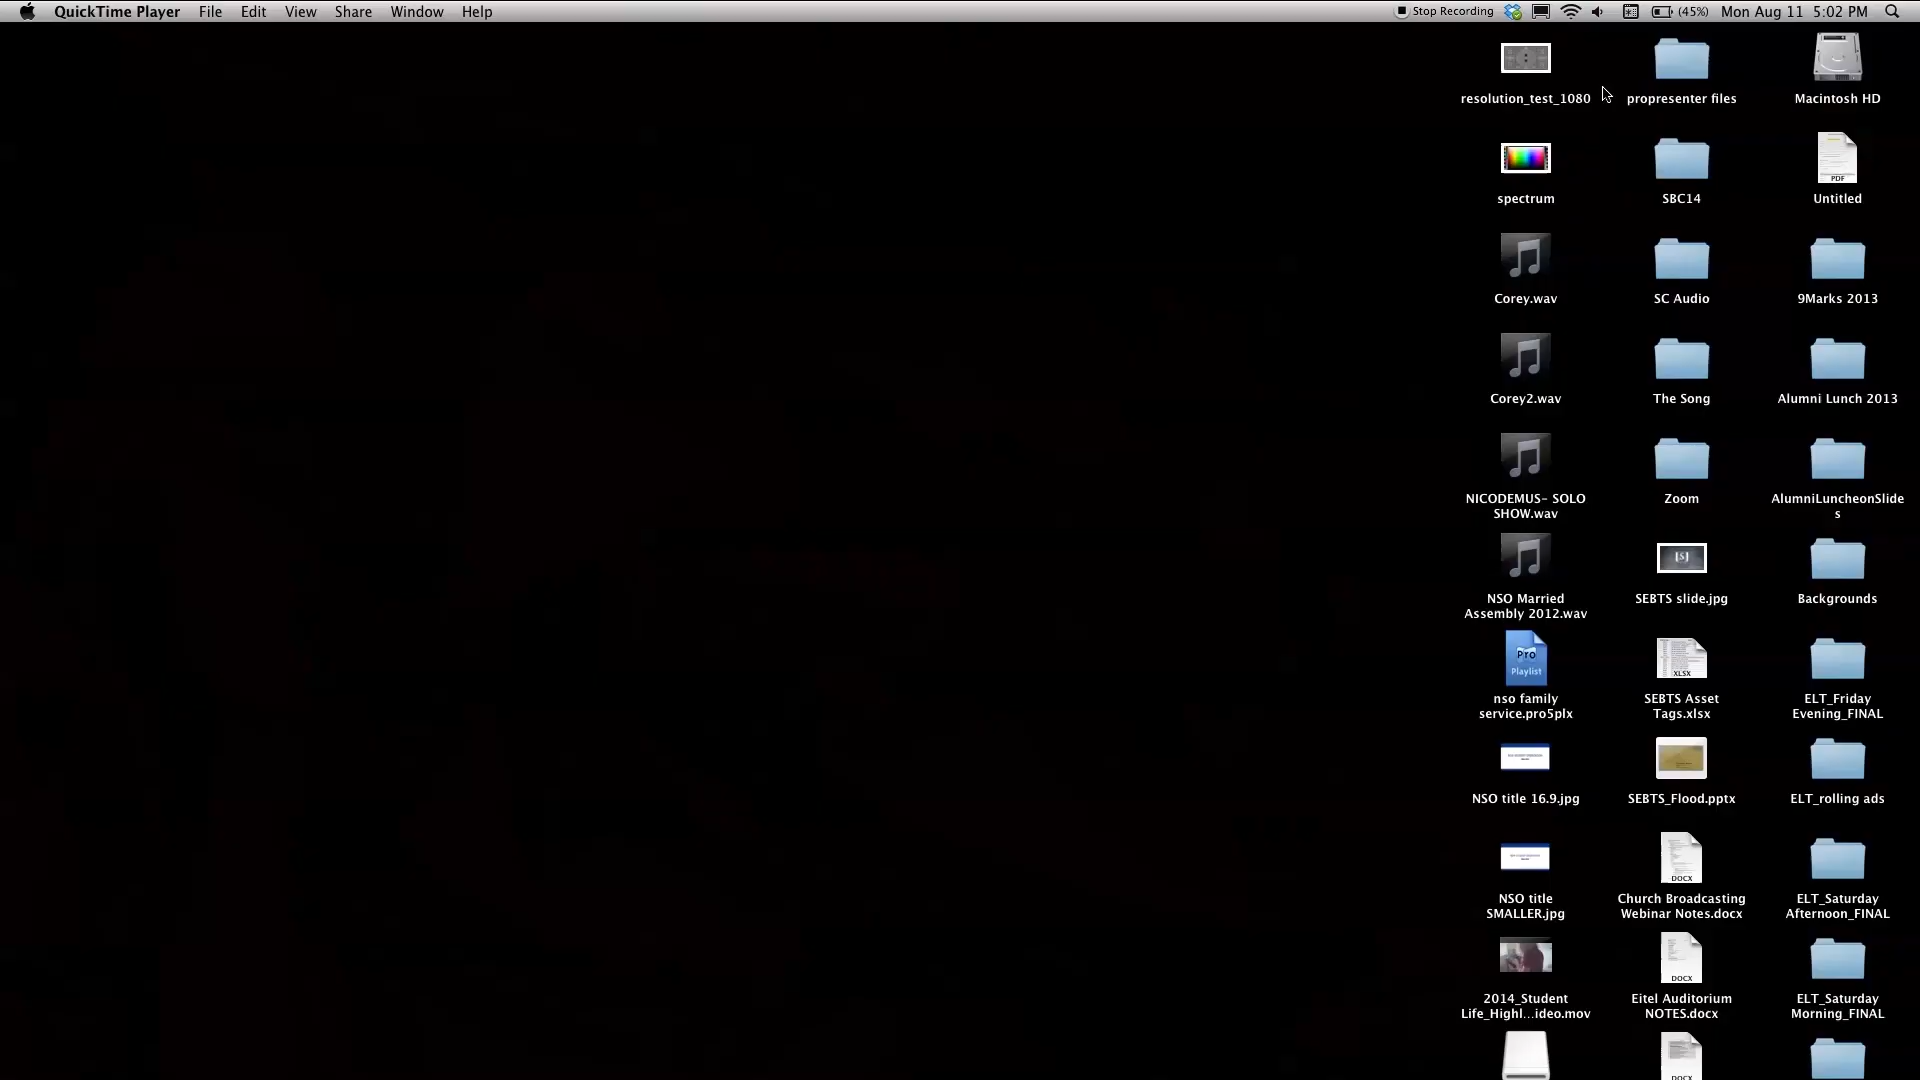 QuickTime Player File Edit View Share Window Help Stop Recording (45%) Mon Aug 11 5:02 PM
resolution_test_1080
propresenter files
Macintosh HD
spectrum
SBC14
PDF
Untitled
Corey.wav
SC Audio
9Marks 2013
Corey2.wav
The Song
Alumni Lunch 2013
NICODEMUS- SOLO
SHOW.wav
Zoom
AlumniLuncheonSlide
s
NSO Married
Assembly 2012.wav
SEBTS slide.jpg
Backgrounds
Pro
Playlist
nso family
service.pro5plx
XLSX
SEBTS Asset
Tags.xlsx
ELT_Friday
Evening_FINAL
NSO title 16.9.jpg
SEBTS_Flood.pptx
ELT_rolling ads
NSO title
SMALLER.jpg
DOCX
Church Broadcasting
Webinar Notes.docx
ELT_Saturday
Afternoon_FINAL
2014_Student
Life_Highl...ideo.mov
DOCX
Eitel Auditorium
NOTES.docx
ELT_Saturday
Morning_FINAL
DOCX